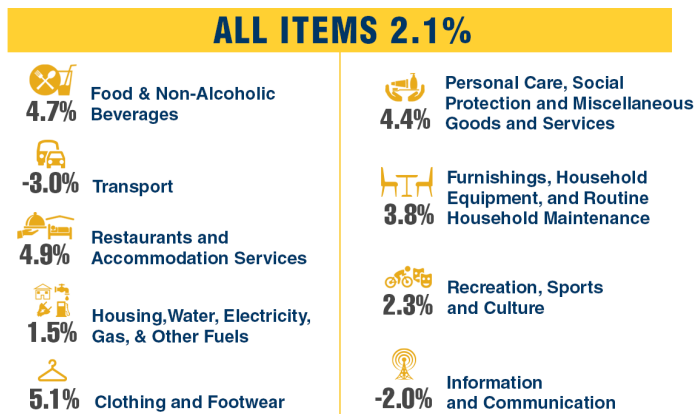 ALL ITEMS 2.1%
4.7%
Food & Non-Alcoholic
Beverages
-3.0%
Transport
4.9%
Restaurants and
Accommodation Services
1.5%
Housing,Water, Electricity,
Gas, & Other Fuels
5.1%
Clothing and Footwear
4.4%
Personal Care, Social
Protection and Miscellaneous
Goods and Services
3.8%
Furnishings, Household
Equipment, and Routine
Household Maintenance
2.3%
Recreation, Sports
and Culture
-2.0%
Information
and Communication